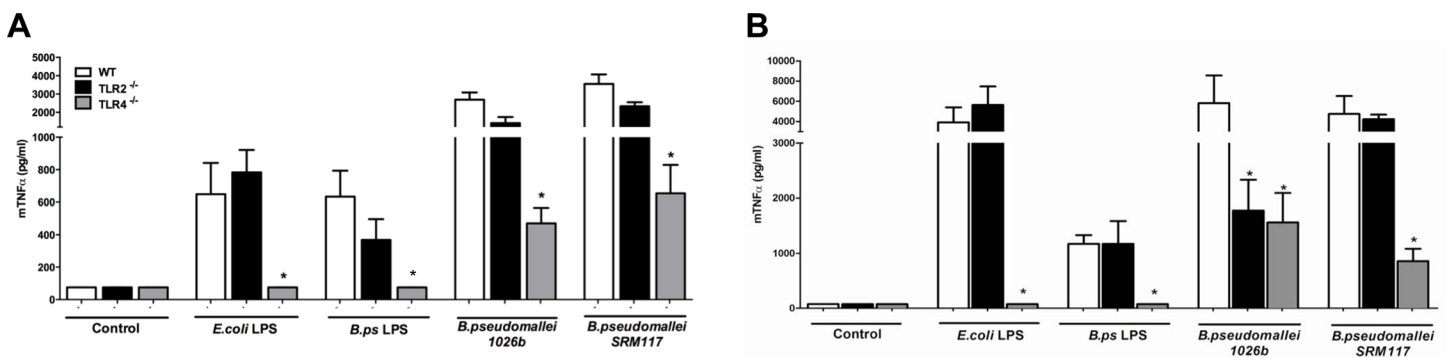 A
mTNFα (pg/ml)
5000
4000
3000
2000
1000
800
600
400
200
0
WT
TLR2 -/-
TLR4 -/-
*
*
*
*
Control
E.coli LPS
B.ps LPS
B.pseudomallei
1026b
B.pseudomallei
SRM117
B
mTNFα (pg/ml)
10000
8000
6000
4000
3000
2000
1000
0
*
*
*
*
*
Control
E.coli LPS
B.ps LPS
B.pseudomallei
1026b
B.pseudomallei
SRM117